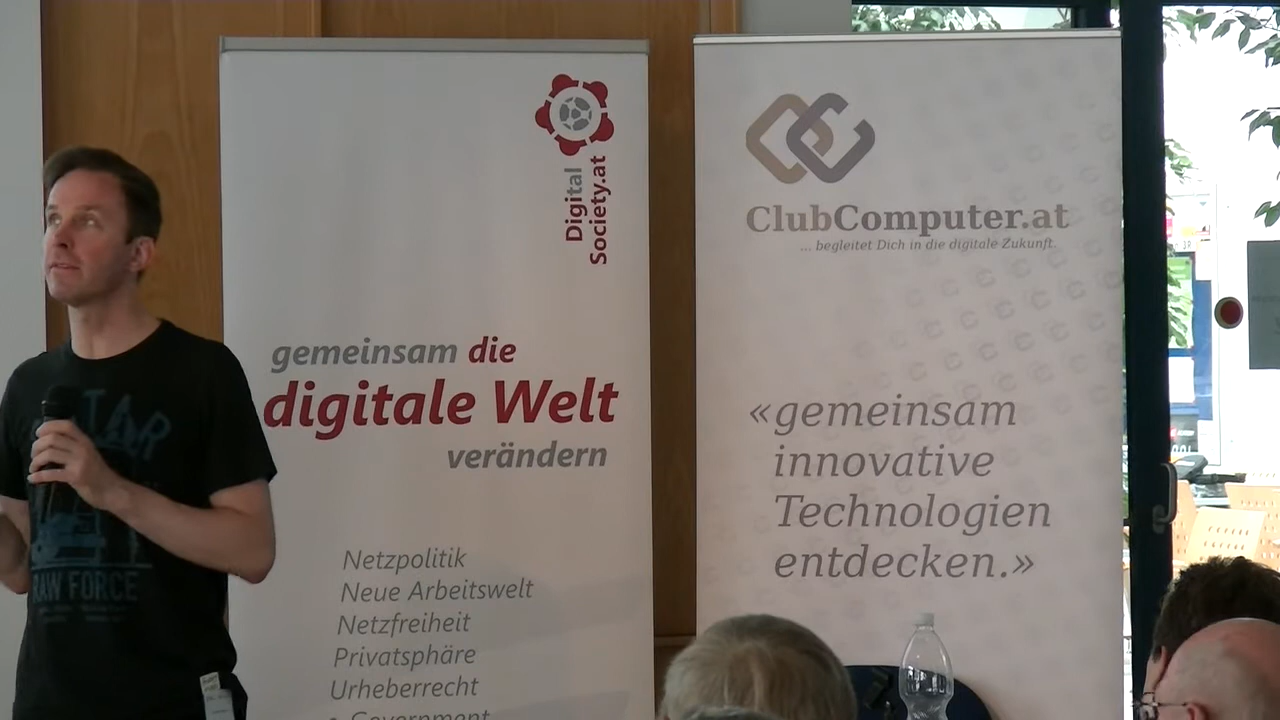 Digital
Society.at
gemeinsam die
digitale Welt
verändern
Netzpolitik
Neue Arbeitswelt
Netzfreiheit
Privatsphäre
Urheberrecht
e-Government
ClubComputer.at
... begleitet Dich in die digitale Zukunft.
«gemeinsam
innovative
Technologien
entdecken.»
RAW FORCE